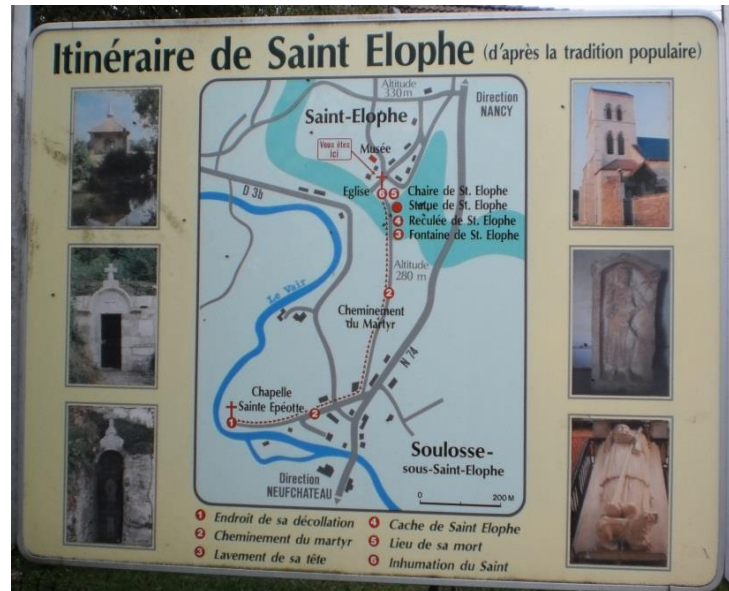 Itinéraire de Saint Elophe (d'après la tradition populaire)
Altitude
330 m
Direction
NANCY
Saint-Elophe
Vous êtes
ici
Musée
D 3b
Eglise
6 5 Chaire de St. Elophe
Statue de St. Elophe
4 Reculée de St. Elophe
3 Fontaine de St. Elophe
Altitude
280 m
Le Vair
2
Cheminement
du Martyr
N 74
Chapelle
Sainte Epéotte
1
2
Soulosse-
sous-Saint-Elophe
Direction
NEUFCHATEAU
0 200 M
1 Endroit de sa décollation
2 Cheminement du martyr
3 Lavement de sa tête
4 Cache de Saint Elophe
5 Lieu de sa mort
6 Inhumation du Saint